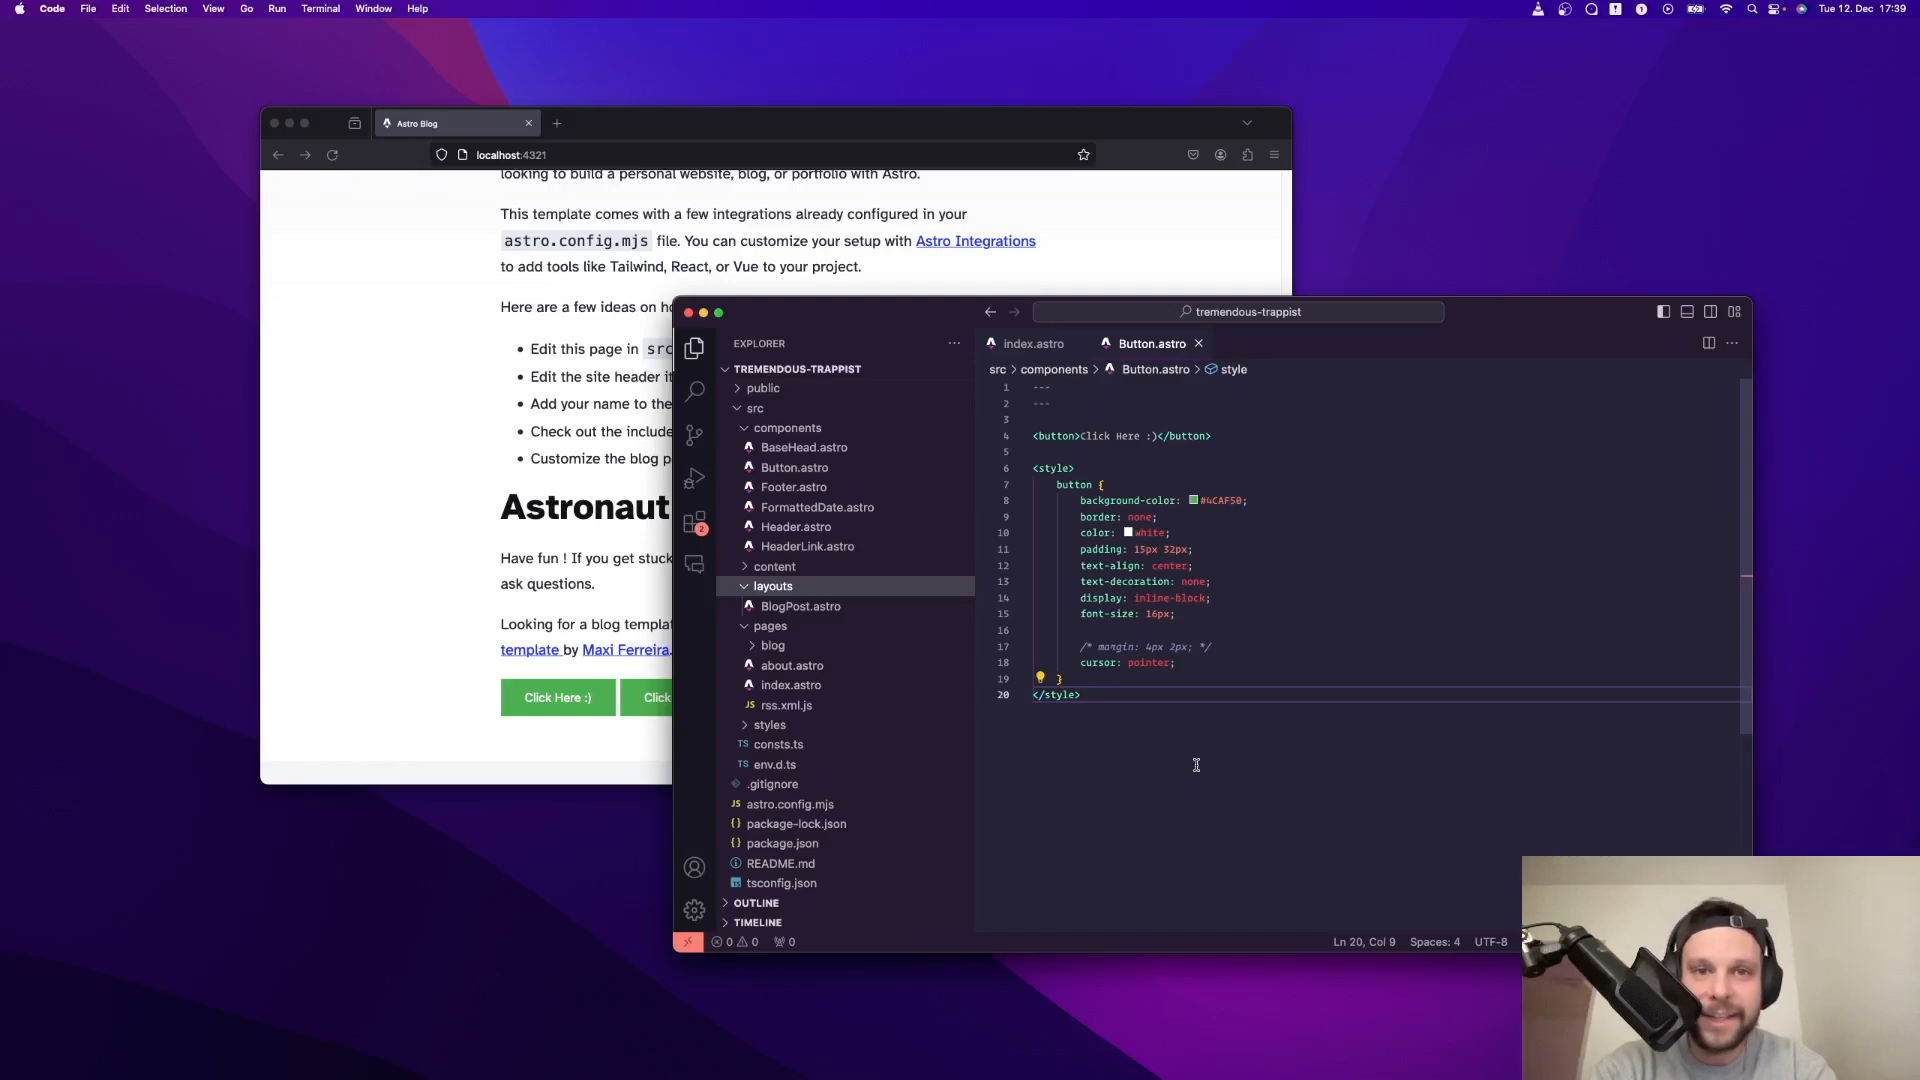 Code File Edit Selection View Go Run Terminal Window Help
Tue 12. Dec 17:39
Astro Blog
localhost:4321
looking to build a personal website, blog, or portfolio with Astro.
This template comes with a few integrations already configured in your
astro.config.mjs file. You can customize your setup with Astro Integrations
to add tools like Tailwind, React, or Vue to your project.
Here are a few ideas on
• Edit this page in src
• Edit the site header
• Add your name to the
• Check out the include
• Customize the blog p
Astronaut
Have fun ! If you get stuck
ask questions.
Looking for a blog templa
template by Maxi Ferreira.
Click Here :) Click
tremendous-trappist
EXPLORER
TREMENDOUS-TRAPPIST
public
src
components
BaseHead.astro
Button.astro
Footer.astro
FormattedDate.astro
Header.astro
HeaderLink.astro
content
layouts
BlogPost.astro
pages
blog
about.astro
index.astro
JS rss.xml.js
styles
TS consts.ts
TS env.d.ts
.gitignore
JS astro.config.mjs
{} package-lock.json
{} package.json
README.md
TS tsconfig.json
OUTLINE
TIMELINE
2
index.astro Button.astro
src > components > Button.astro > style
1 ---
2 ---
3
4 <button>Click Here :)</button>
5
6 <style>
7 button {
8 background-color: #4CAF50;
9 border: none;
10 color: white;
11 padding: 15px 32px;
12 text-align: center;
13 text-decoration: none;
14 display: inline-block;
15 font-size: 16px;
16
17 /* margin: 4px 2px; */
18 cursor: pointer;
19 }
20 </style>
0 0 0
Ln 20, Col 9 Spaces: 4 UTF-8